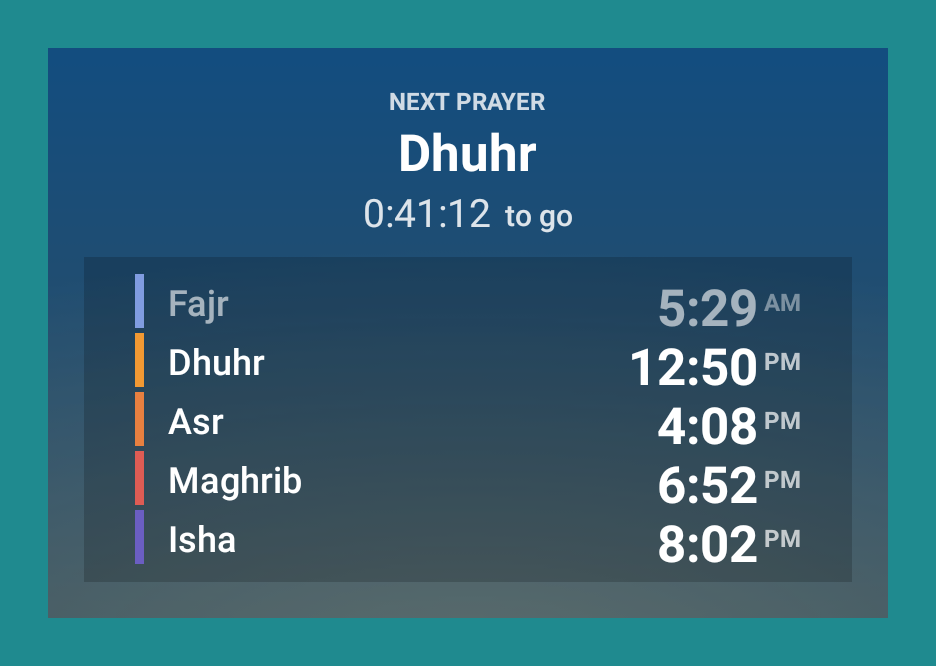 NEXT PRAYER
Dhuhr
0:41:12 to go
Fajr 5:29 AM
Dhuhr 12:50 PM
Asr 4:08 PM
Maghrib 6:52 PM
Isha 8:02 PM